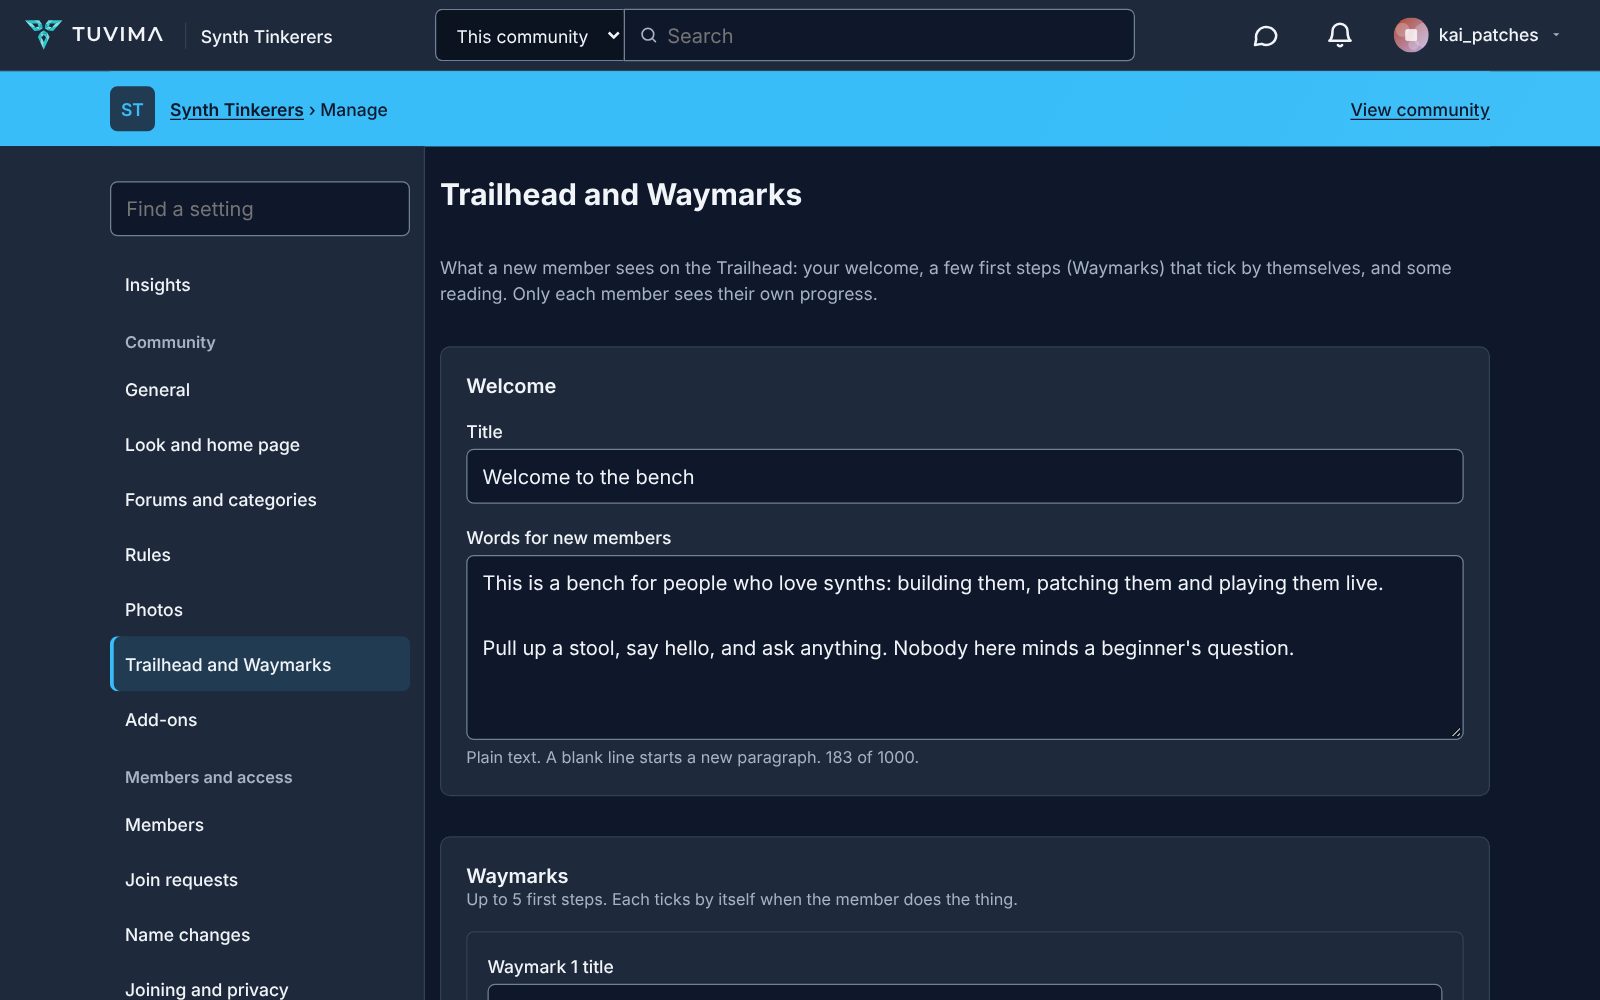 TUVIMA
Synth Tinkerers
This community
Search
kai_patches
ST
Synth Tinkerers › Manage
View community
Find a setting
Insights
Community
General
Look and home page
Forums and categories
Rules
Photos
Trailhead and Waymarks
Add-ons
Members and access
Members
Join requests
Name changes
Joining and privacy
Trailhead and Waymarks
What a new member sees on the Trailhead: your welcome, a few first steps (Waymarks) that tick by themselves, and some
reading. Only each member sees their own progress.
Welcome
Title
Welcome to the bench
Words for new members
This is a bench for people who love synths: building them, patching them and playing them live.
Pull up a stool, say hello, and ask anything. Nobody here minds a beginner's question.
Plain text. A blank line starts a new paragraph. 183 of 1000.
Waymarks
Up to 5 first steps. Each ticks by itself when the member does the thing.
Waymark 1 title